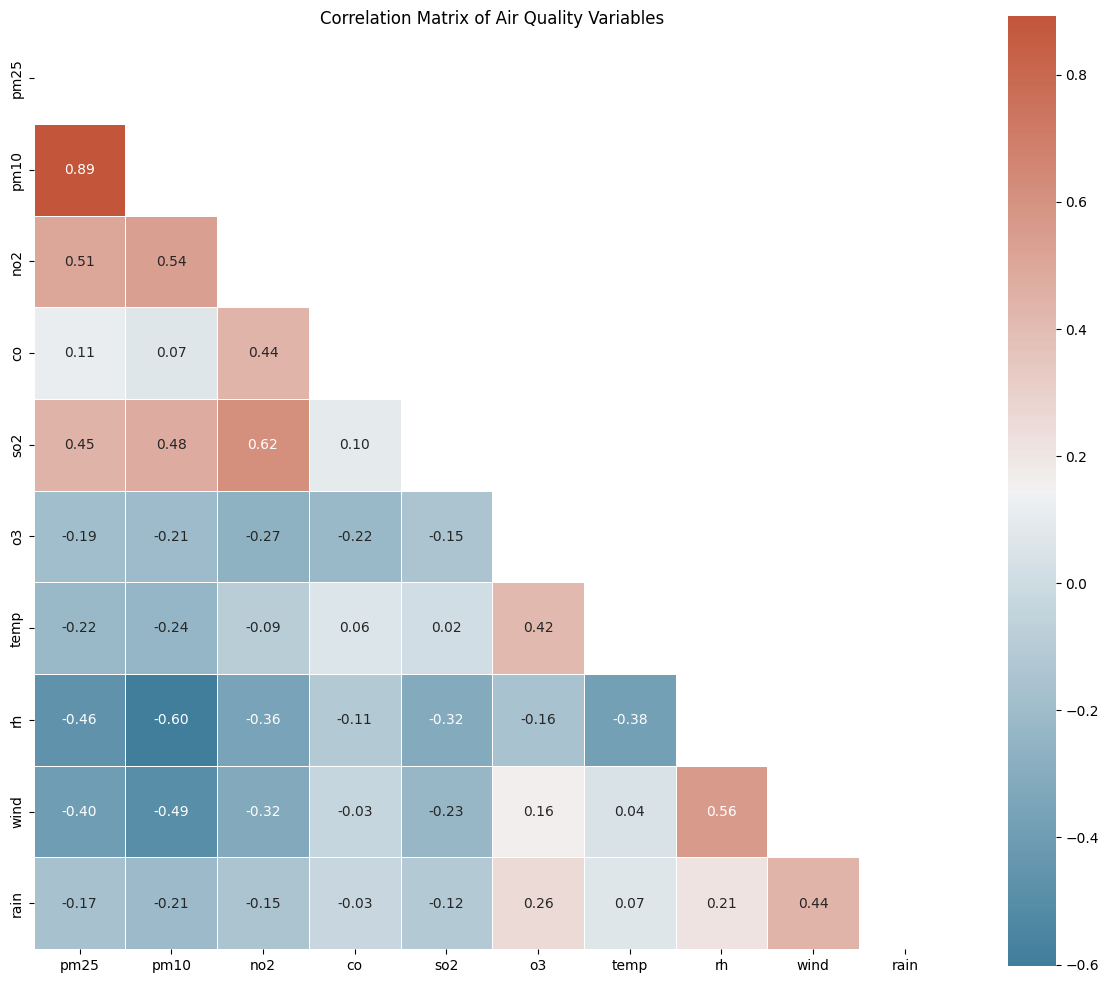 Correlation Matrix of Air Quality Variables
pm25
pm10 0.89
no2 0.51 0.54
co 0.11 0.07 0.44
so2 0.45 0.48 0.62 0.10
o3 -0.19 -0.21 -0.27 -0.22 -0.15
temp -0.22 -0.24 -0.09 0.06 0.02 0.42
rh -0.46 -0.60 -0.36 -0.11 -0.32 -0.16 -0.38
wind -0.40 -0.49 -0.32 -0.03 -0.23 0.16 0.04 0.56
rain -0.17 -0.21 -0.15 -0.03 -0.12 0.26 0.07 0.21 0.44
pm25 pm10 no2 co so2 o3 temp rh wind rain
0.8
0.6
0.4
0.2
0.0
−0.2
−0.4
−0.6